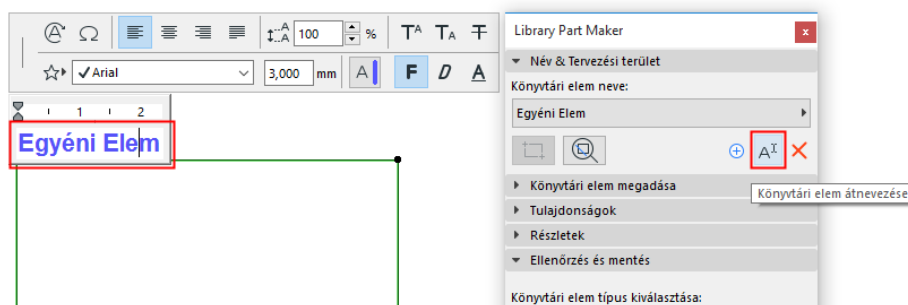 100 %
Arial
3,000 mm
A
F D A
1 2
Egyéni Elem
Library Part Maker
x
Név & Tervezési terület
Könyvtári elem neve:
Egyéni Elem
Könyvtári elem megadása
Könyvtári elem átnevezése
Tulajdonságok
Részletek
Ellenőrzés és mentés
Könyvtári elem típus kiválasztása: